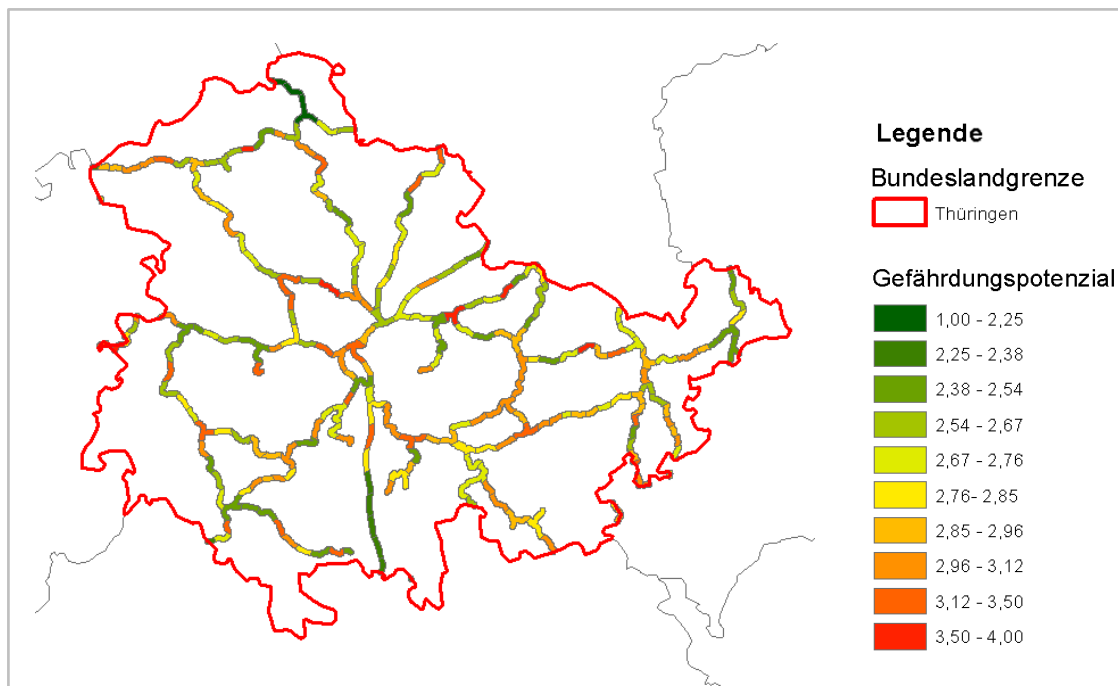 Legende
Bundeslandgrenze
Thüringen
Gefährdungspotenzial
1,00 - 2,25
2,25 - 2,38
2,38 - 2,54
2,54 - 2,67
2,67 - 2,76
2,76- 2,85
2,85 - 2,96
2,96 - 3,12
3,12 - 3,50
3,50 - 4,00